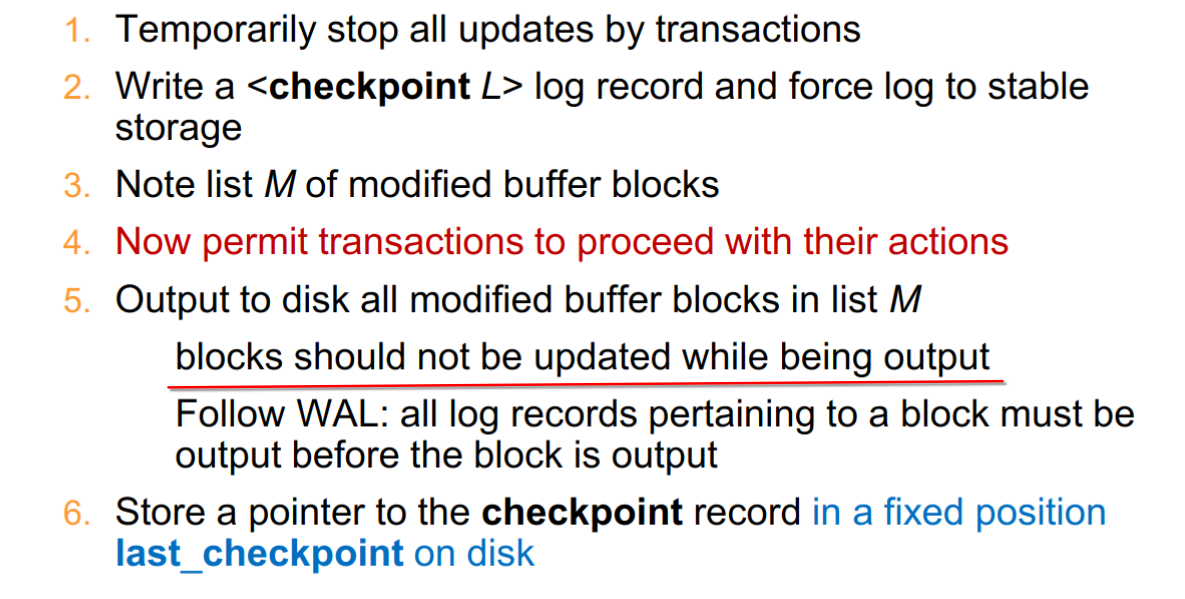 1. Temporarily stop all updates by transactions
2. Write a <checkpoint L> log record and force log to stable
storage
3. Note list M of modified buffer blocks
4. Now permit transactions to proceed with their actions
5. Output to disk all modified buffer blocks in list M
blocks should not be updated while being output
Follow WAL: all log records pertaining to a block must be
output before the block is output
6. Store a pointer to the checkpoint record in a fixed position
last_checkpoint on disk